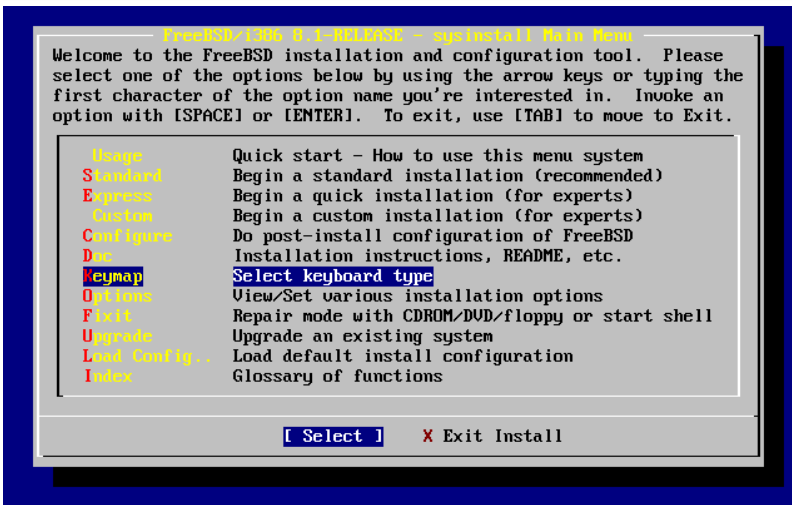 FreeBSD/i386 8.1-RELEASE - sysinstall Main Menu
Welcome to the FreeBSD installation and configuration tool.  Please
select one of the options below by using the arrow keys or typing the
first character of the option name you're interested in.  Invoke an
option with [SPACE] or [ENTER].  To exit, use [TAB] to move to Exit.
Usage Quick start - How to use this menu system
Standard Begin a standard installation (recommended)
Express Begin a quick installation (for experts)
Custom Begin a custom installation (for experts)
Configure Do post-install configuration of FreeBSD
Doc Installation instructions, README, etc.
Keymap Select keyboard type
Options View/Set various installation options
Fixit Repair mode with CDROM/DVD/floppy or start shell
Upgrade Upgrade an existing system
Load Config.. Load default install configuration
Index Glossary of functions
[ Select ] X Exit Install